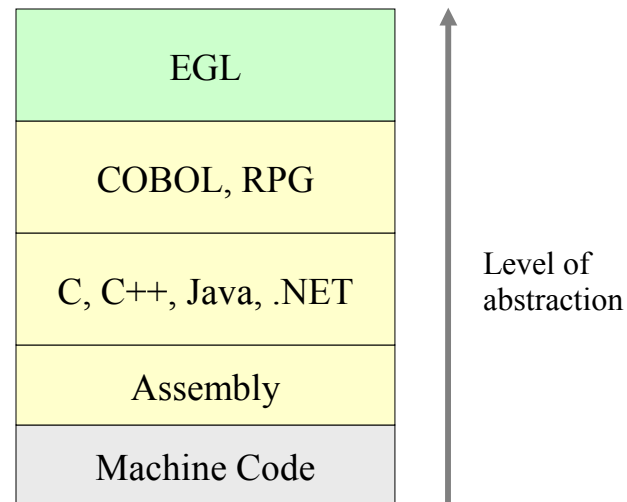 EGL
COBOL, RPG
C, C++, Java, .NET
Assembly
Machine Code
Level of
abstraction